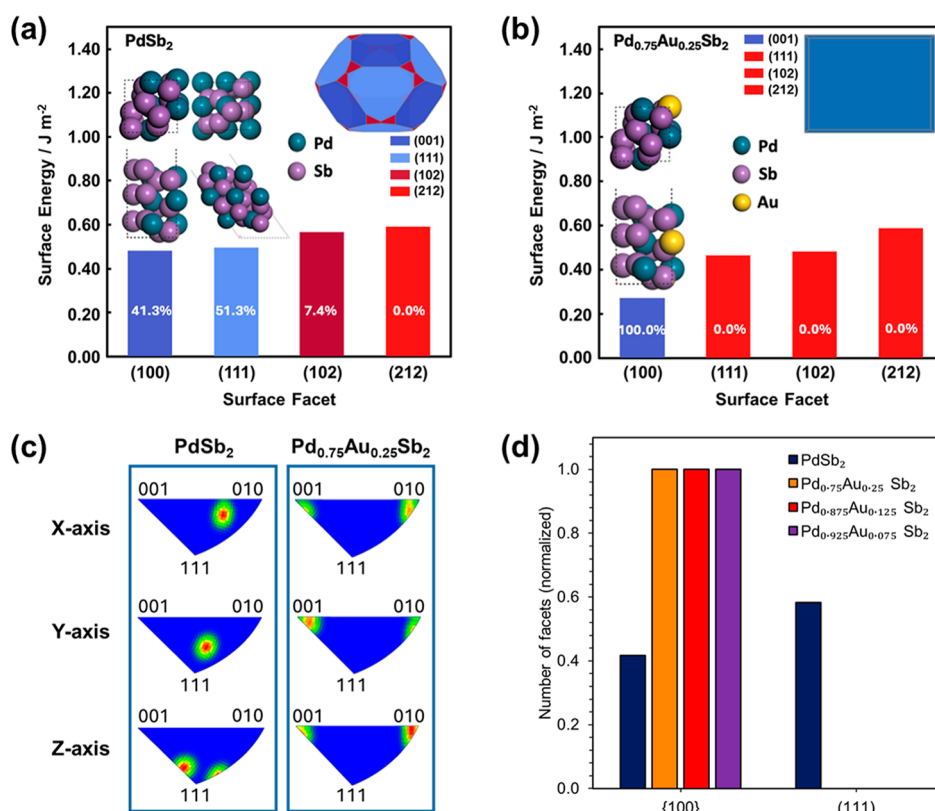 (a)
PdSb₂
Surface Energy / J m⁻²
1.40
1.20
1.00
0.80
0.60
0.40
0.20
0.00
Pd
Sb
(001)
(111)
(102)
(212)
41.3%
51.3%
7.4%
0.0%
(100)
(111)
(102)
(212)
Surface Facet
(b)
Pd₀.₇₅Au₀.₂₅Sb₂
Surface Energy / J m⁻²
1.40
1.20
1.00
0.80
0.60
0.40
0.20
0.00
(001)
(111)
(102)
(212)
Pd
Sb
Au
100.0%
0.0%
0.0%
0.0%
(100)
(111)
(102)
(212)
Surface Facet
(c)
PdSb₂
Pd₀.₇₅Au₀.₂₅Sb₂
X-axis
001 010
111
001 010
111
Y-axis
001 010
111
001 010
111
Z-axis
001 010
111
001 010
111
(d)
Number of facets (normalized)
1.0
0.8
0.6
0.4
0.2
0.0
PdSb₂
Pd₀.₇₅Au₀.₂₅ Sb₂
Pd₀.₈₇₅Au₀.₁₂₅ Sb₂
Pd₀.₉₂₅Au₀.₀₇₅ Sb₂
{100}
{111}